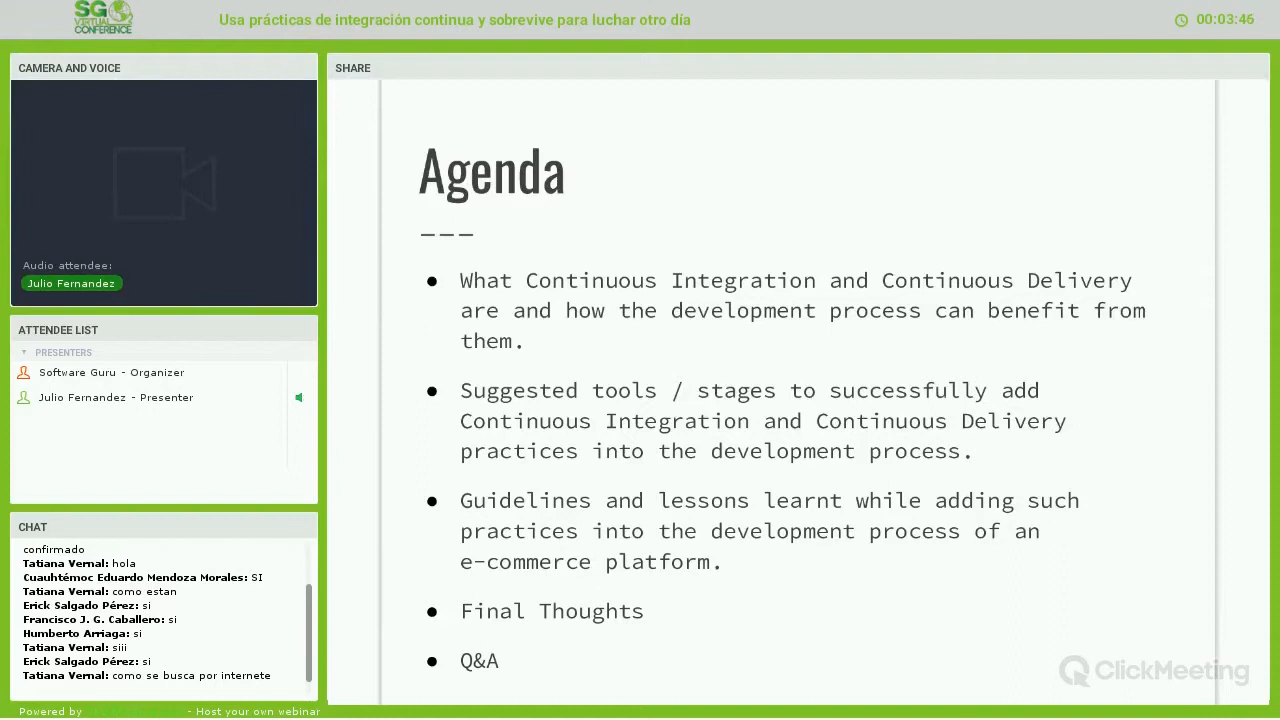 SG
VIRTUAL
CONFERENCE
Usa prácticas de integración continua y sobrevive para luchar otro día
00:03:46
CAMERA AND VOICE
Audio attendee:
Julio Fernandez
ATTENDEE LIST
PRESENTERS
Software Guru - Organizer
Julio Fernandez - Presenter
CHAT
confirmado
Tatiana Vernal: hola
Cuauhtémoc Eduardo Mendoza Morales: SI
Tatiana Vernal: como estan
Erick Salgado Pérez: si
Francisco J. G. Caballero: si
Humberto Arriaga: si
Tatiana Vernal: siii
Erick Salgado Pérez: si
Tatiana Vernal: como se busca por internete
Powered by - Host your own webinar
SHARE
Agenda
---
● What Continuous Integration and Continuous Delivery
are and how the development process can benefit from
them.
● Suggested tools / stages to successfully add
Continuous Integration and Continuous Delivery
practices into the development process.
● Guidelines and lessons learnt while adding such
practices into the development process of an
e-commerce platform.
● Final Thoughts
● Q&A
ClickMeeting